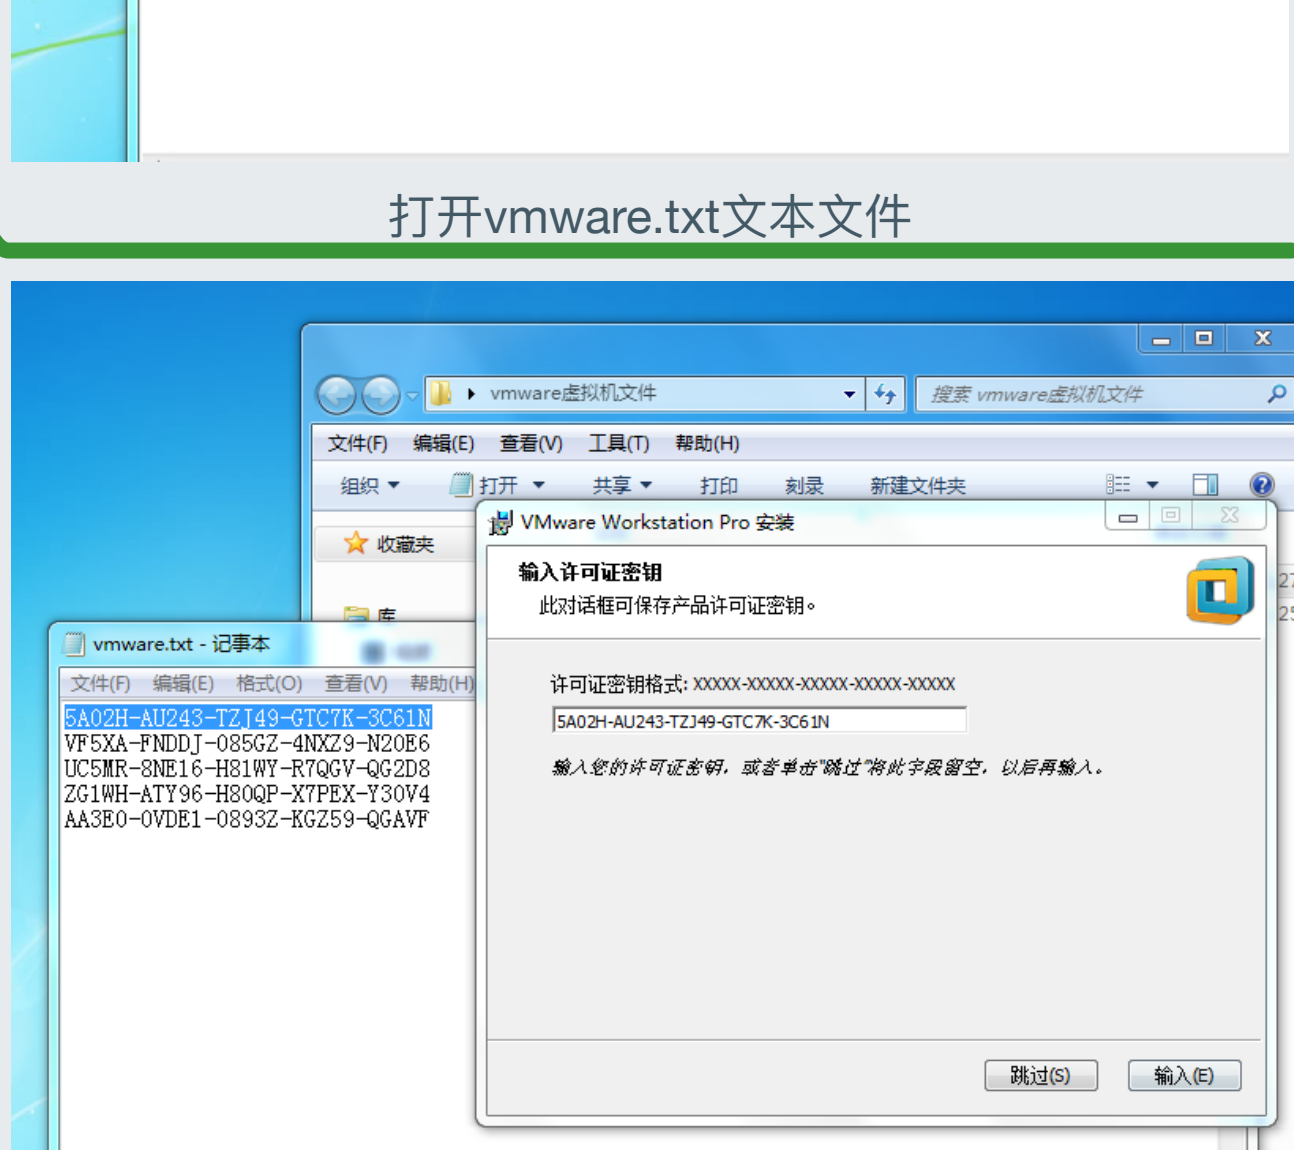 打开vmware.txt文本文件
vmware虚拟机文件
搜索 vmware虚拟机文件
文件(F) 编辑(E) 查看(V) 工具(T) 帮助(H)
组织 打开 共享 打印 刻录 新建文件夹
VMware Workstation Pro 安装
收藏夹
输入许可证密钥
此对话框可保存产品许可证密钥。
库
vmware.txt - 记事本
文件(F) 编辑(E) 格式(O) 查看(V) 帮助(H)
许可证密钥格式: XXXXX-XXXXX-XXXXX-XXXXX-XXXXX
5A02H-AU243-TZJ49-GTC7K-3C61N
5A02H-AU243-TZJ49-GTC7K-3C61N
VF5XA-FNDDJ-085GZ-4NXZ9-N20E6
UC5MR-8NE16-H81WY-R7QGV-QG2D8
ZG1WH-ATY96-H80QP-X7PEX-Y30V4
AA3E0-0VDE1-0893Z-KGZ59-QGAVF
输入您的许可证密钥，或者单击"跳过"将此字段留空，以后再输入。
跳过(S) 输入(E)